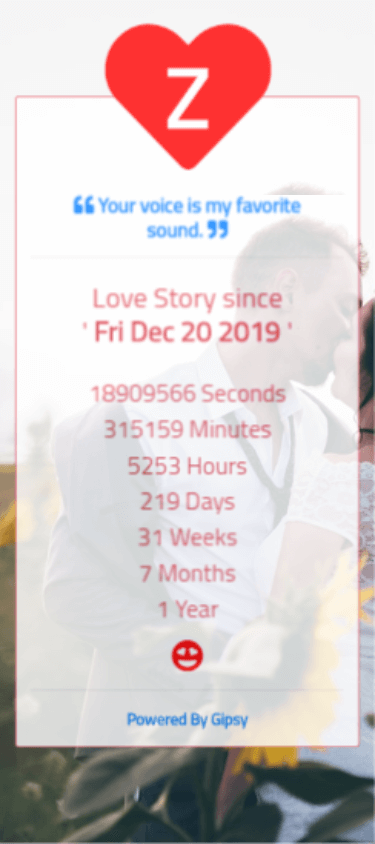 Z
❝ Your voice is my favorite
sound. ❞
Love Story since
' Fri Dec 20 2019 '
18909566 Seconds
315159 Minutes
5253 Hours
219 Days
31 Weeks
7 Months
1 Year
Powered By Gipsy